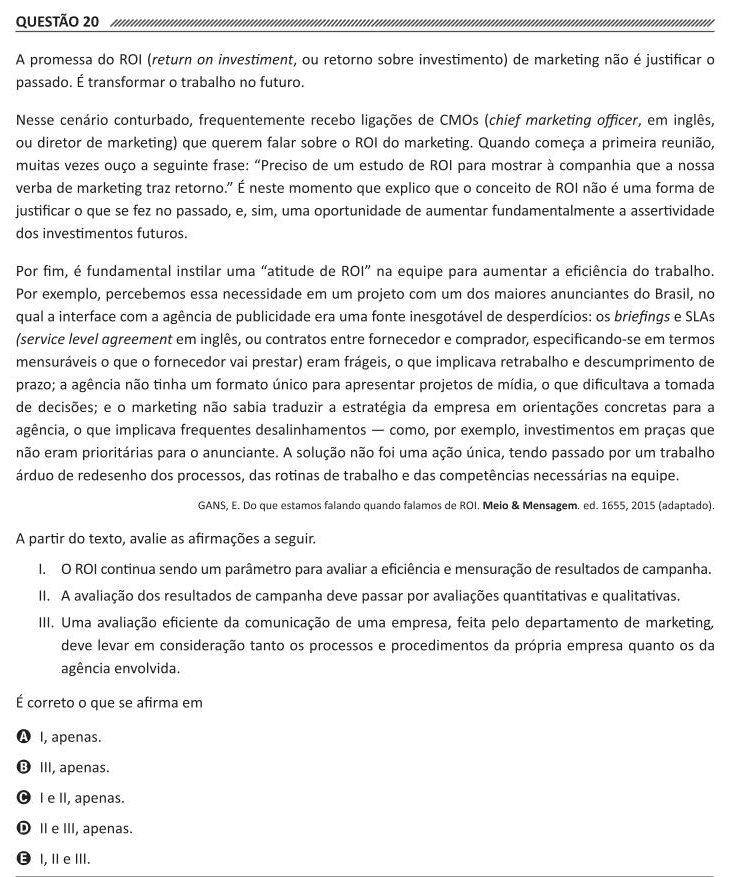 QUESTÃO 20
A promessa do ROI (return on investiment, ou retorno sobre investimento) de marketing não é justificar o
passado. É transformar o trabalho no futuro.
Nesse cenário conturbado, frequentemente recebo ligações de CMOs (chief marketing officer, em inglês,
ou diretor de marketing) que querem falar sobre o ROI do marketing. Quando começa a primeira reunião,
muitas vezes ouço a seguinte frase: “Preciso de um estudo de ROI para mostrar à companhia que a nossa
verba de marketing traz retorno.” É neste momento que explico que o conceito de ROI não é uma forma de
justificar o que se fez no passado, e, sim, uma oportunidade de aumentar fundamentalmente a assertividade
dos investimentos futuros.
Por fim, é fundamental instilar uma “atitude de ROI” na equipe para aumentar a eficiência do trabalho.
Por exemplo, percebemos essa necessidade em um projeto com um dos maiores anunciantes do Brasil, no
qual a interface com a agência de publicidade era uma fonte inesgotável de desperdícios: os briefings e SLAs
(service level agreement em inglês, ou contratos entre fornecedor e comprador, especificando-se em termos
mensuráveis o que o fornecedor vai prestar) eram frágeis, o que implicava retrabalho e descumprimento de
prazo; a agência não tinha um formato único para apresentar projetos de mídia, o que dificultava a tomada
de decisões; e o marketing não sabia traduzir a estratégia da empresa em orientações concretas para a
agência, o que implicava frequentes desalinhamentos — como, por exemplo, investimentos em praças que
não eram prioritárias para o anunciante. A solução não foi uma ação única, tendo passado por um trabalho
árduo de redesenho dos processos, das rotinas de trabalho e das competências necessárias na equipe.
GANS, E. Do que estamos falando quando falamos de ROI. Meio & Mensagem. ed. 1655, 2015 (adaptado).
A partir do texto, avalie as afirmações a seguir.
I. O ROI continua sendo um parâmetro para avaliar a eficiência e mensuração de resultados de campanha.
II. A avaliação dos resultados de campanha deve passar por avaliações quantitativas e qualitativas.
III. Uma avaliação eficiente da comunicação de uma empresa, feita pelo departamento de marketing,
deve levar em consideração tanto os processos e procedimentos da própria empresa quanto os da
agência envolvida.
É correto o que se afirma em
A I, apenas.
B III, apenas.
C I e II, apenas.
D II e III, apenas.
E I, II e III.